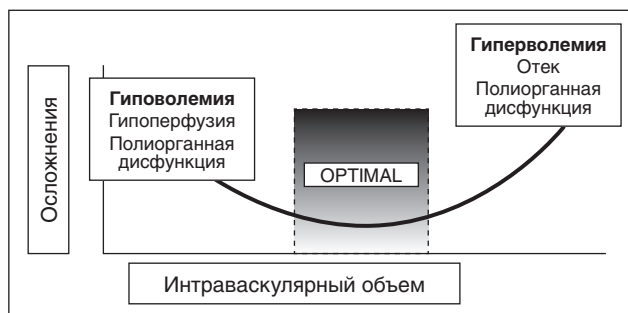 Осложнения
Гиповолемия
Гипоперфузия
Полиорганная
дисфункция
OPTIMAL
Гиперволемия
Отек
Полиорганная
дисфункция
Интраваскулярный объем